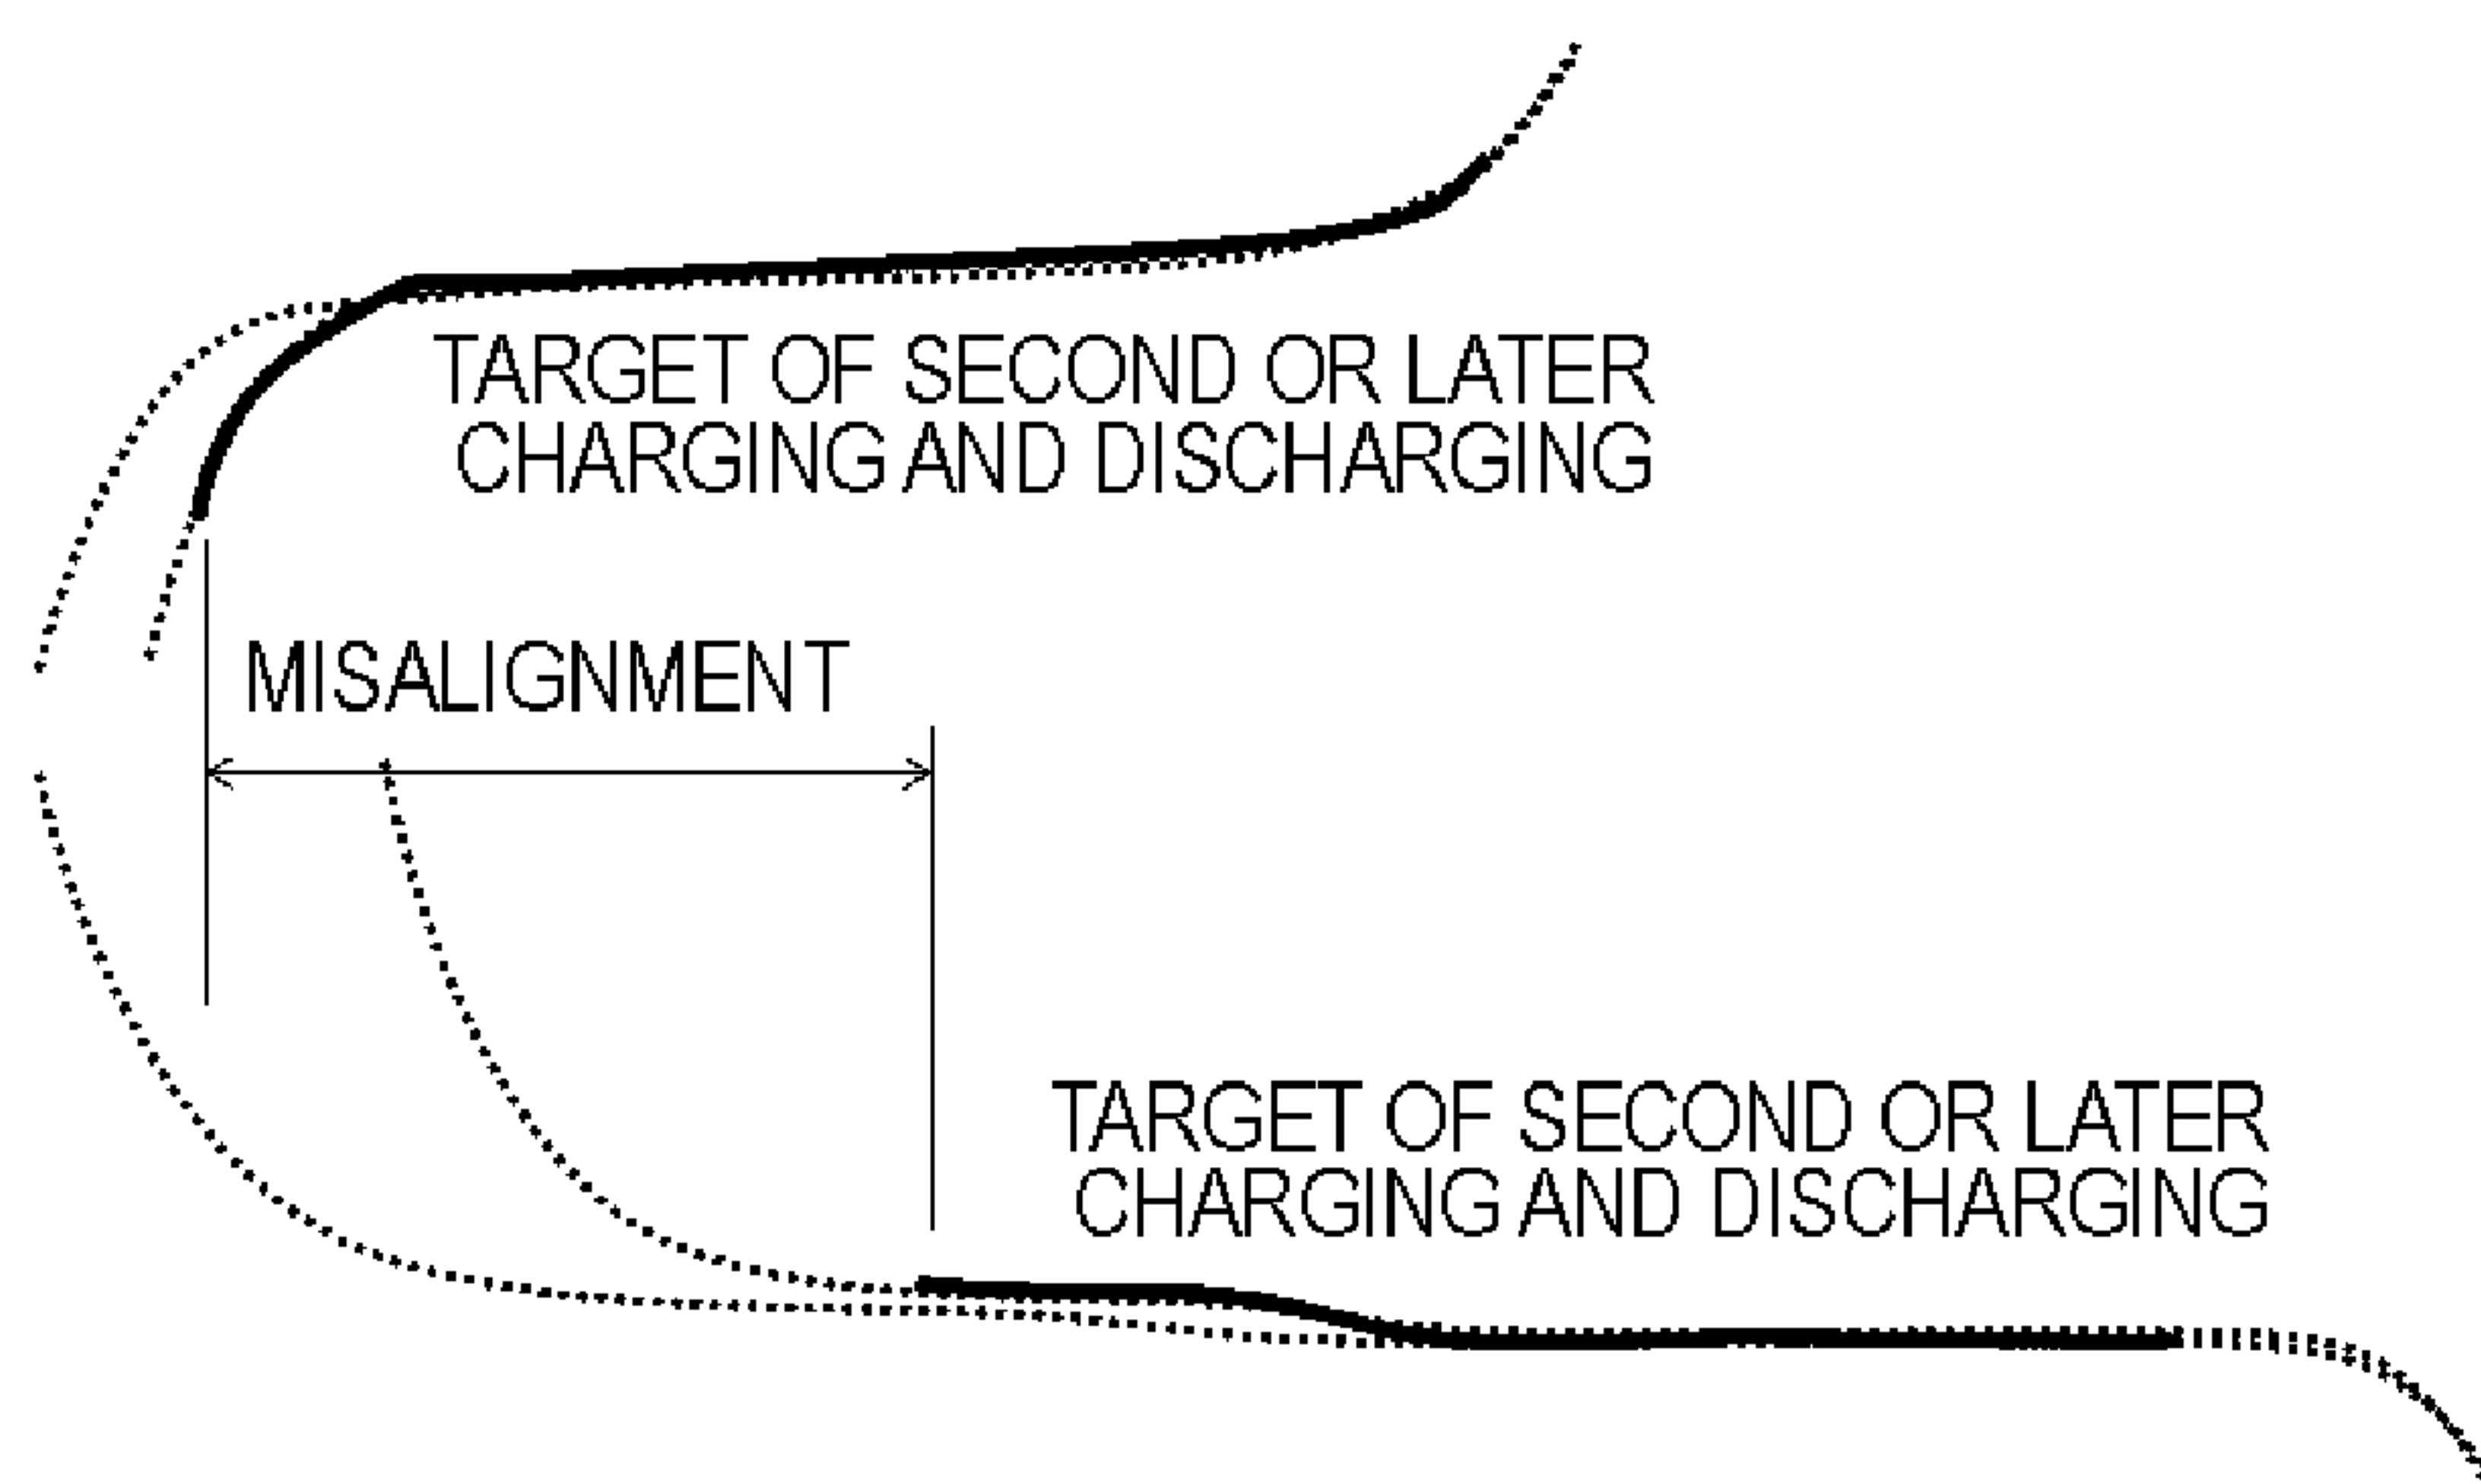 TARGET OF SECOND OR LATER
CHARGING AND DISCHARGING
MISALIGNMENT
TARGET OF SECOND OR LATER
CHARGING AND DISCHARGING